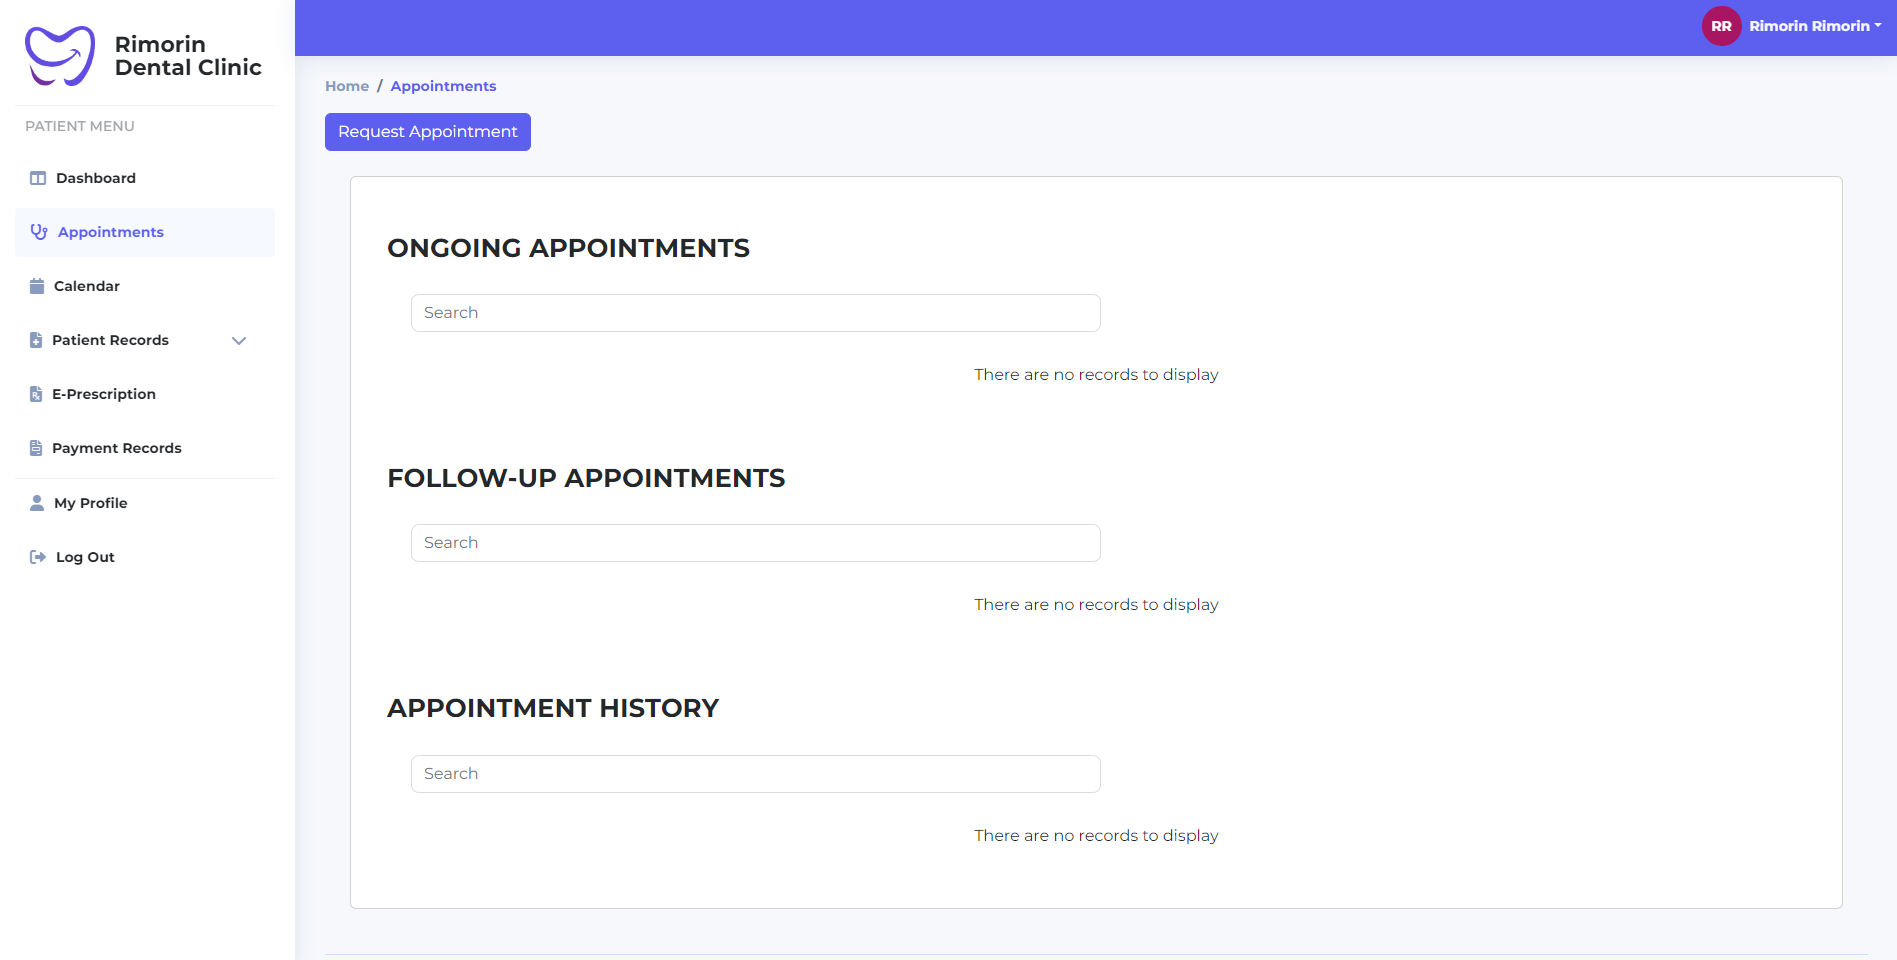 Rimorin
Dental Clinic
PATIENT MENU
Dashboard
Appointments
Calendar
Patient Records
E-Prescription
Payment Records
My Profile
Log Out
RR Rimorin Rimorin
Home / Appointments
Request Appointment
ONGOING APPOINTMENTS
Search
There are no records to display
FOLLOW-UP APPOINTMENTS
Search
There are no records to display
APPOINTMENT HISTORY
Search
There are no records to display